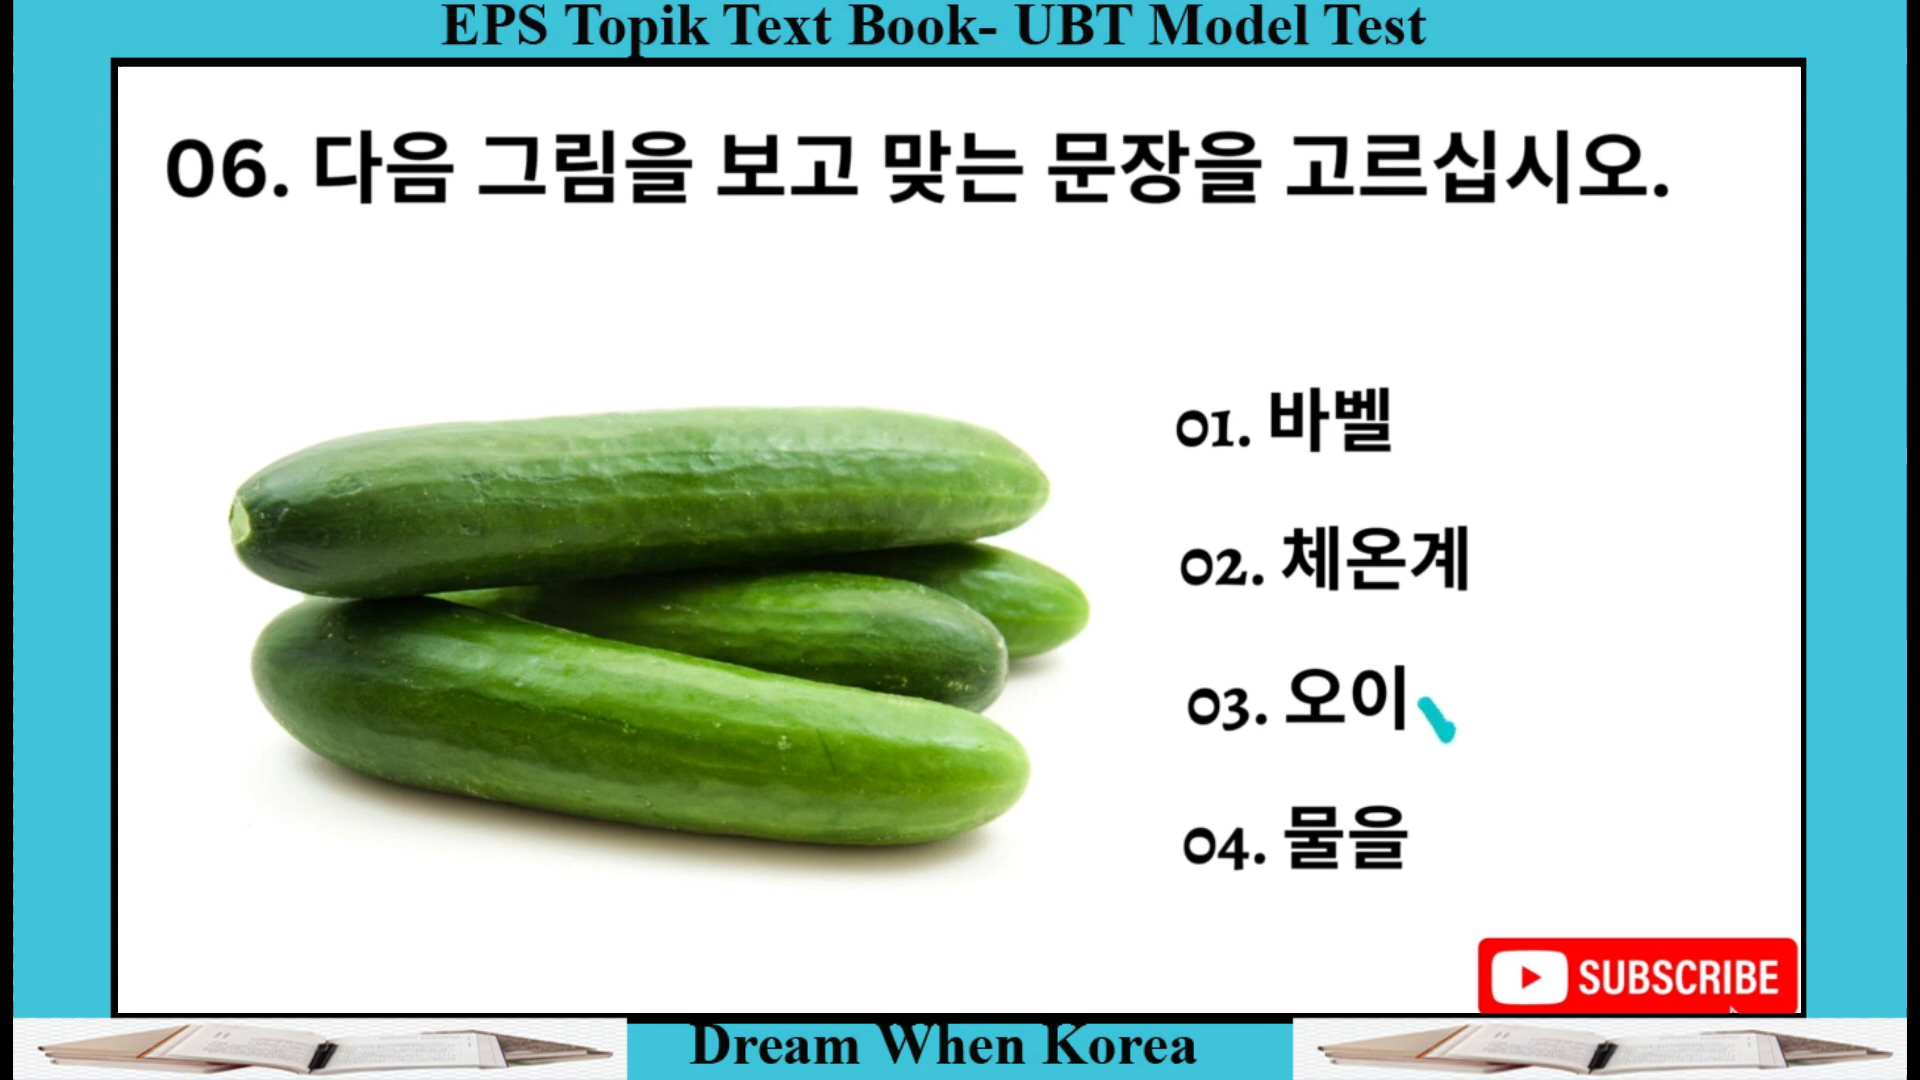 EPS Topik Text Book- UBT Model Test
06. 다음 그림을 보고 맞는 문장을 고르십시오.
01. 바벨
02. 체온계
03. 오이
04. 물을
SUBSCRIBE
Dream When Korea